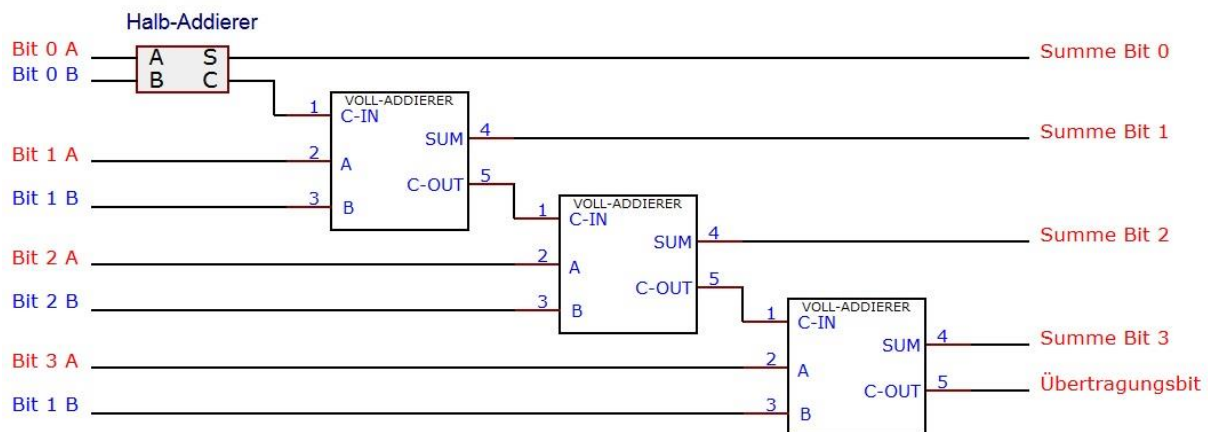 Halb-Addierer
Bit 0 A
Bit 0 B
A S
B C
Summe Bit 0
VOLL-ADDIERER
1 C-IN
SUM 4
Summe Bit 1
Bit 1 A
2 A
C-OUT 5
Bit 1 B
3 B
VOLL-ADDIERER
1 C-IN
SUM 4
Summe Bit 2
Bit 2 A
2 A
C-OUT 5
Bit 2 B
3 B
VOLL-ADDIERER
1 C-IN
SUM 4
Summe Bit 3
Bit 3 A
2 A
C-OUT 5
Übertragungsbit
Bit 1 B
3 B